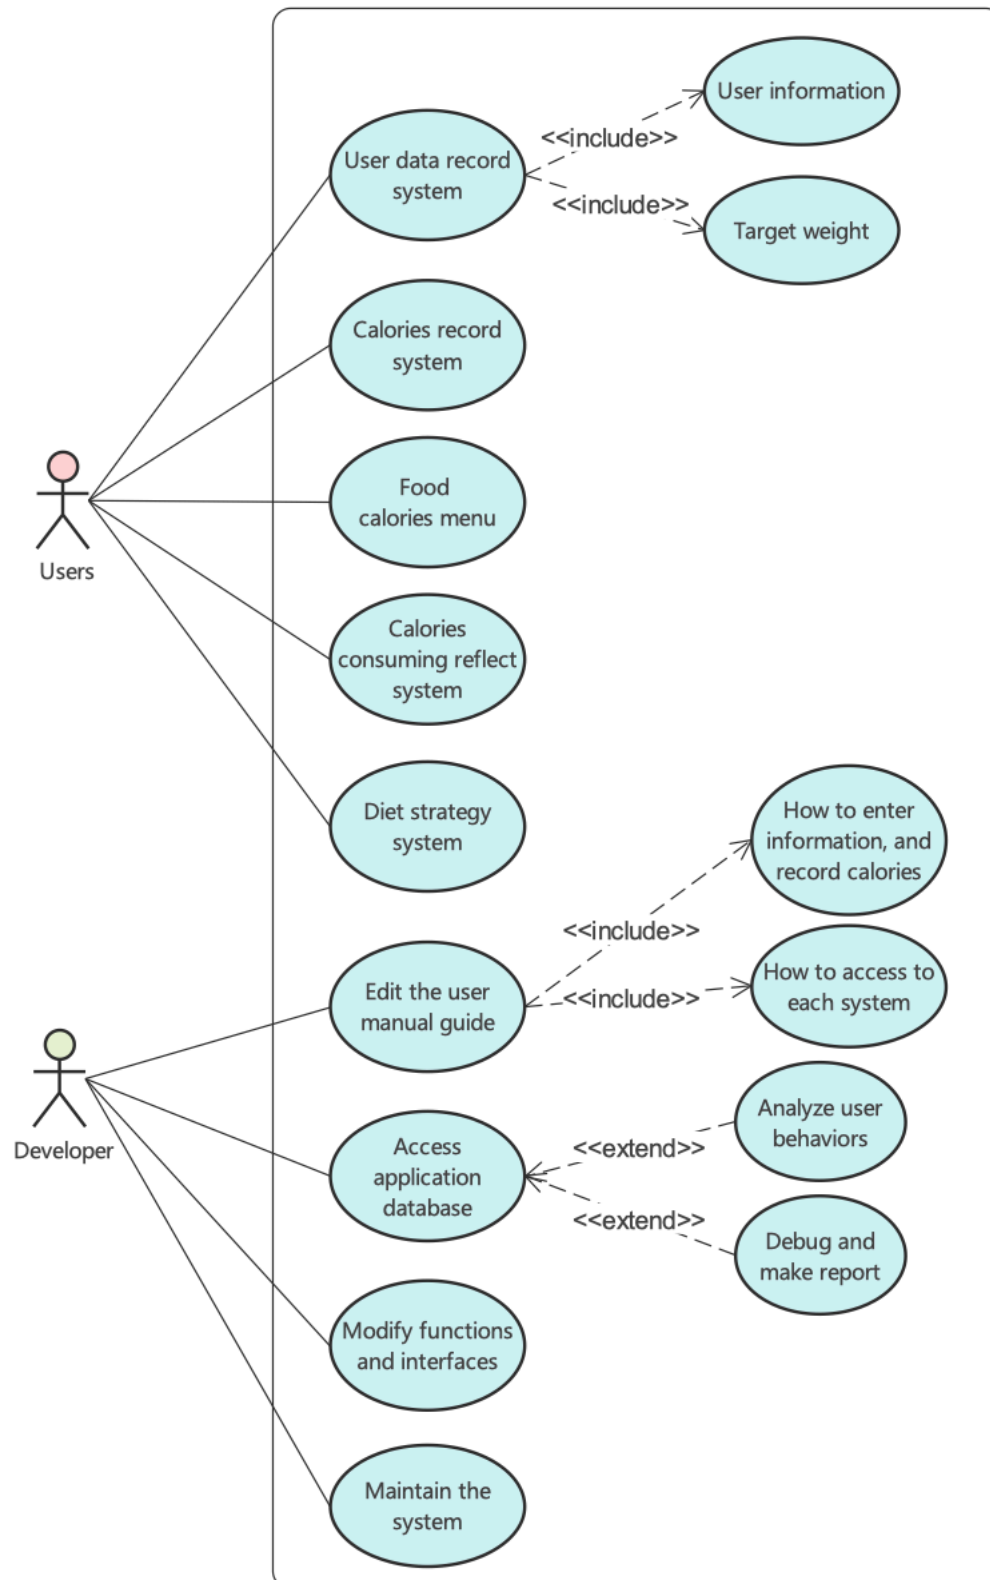 User information
<<include>>
User data record
system
<<include>>
Target weight
Calories record
system
Food
calories menu
Users
Calories
consuming reflect
system
Diet strategy
system
How to enter
information, and
record calories
<<include>>
Edit the user
manual guide
<<include>>
How to access to
each system
Developer
Access
application
database
<<extend>>
Analyze user
behaviors
<<extend>>
Debug and
make report
Modify functions
and interfaces
Maintain the
system